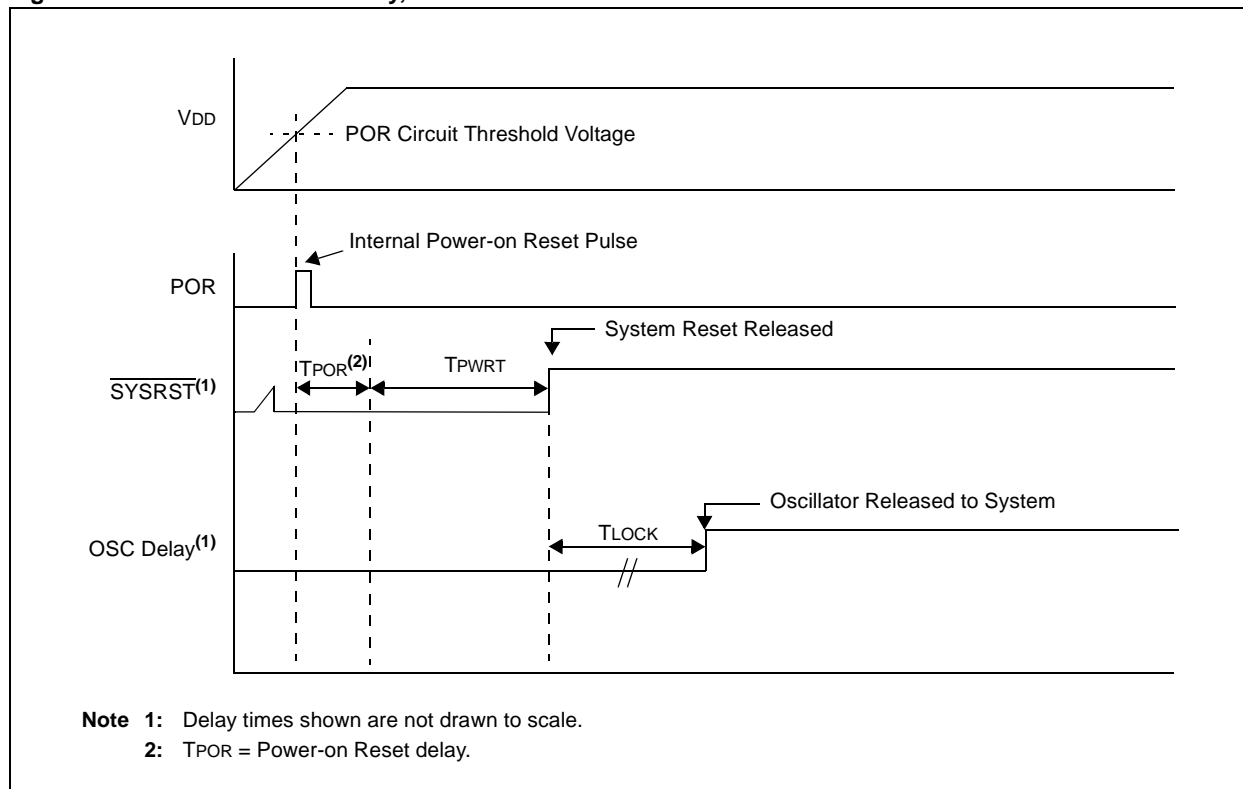 VDD
POR Circuit Threshold Voltage
Internal Power-on Reset Pulse
POR
System Reset Released
TPOR(2)
TPWRT
SYSRST(1)
Oscillator Released to System
TLOCK
OSC Delay(1)
Note 1: Delay times shown are not drawn to scale.
2: TPOR = Power-on Reset delay.